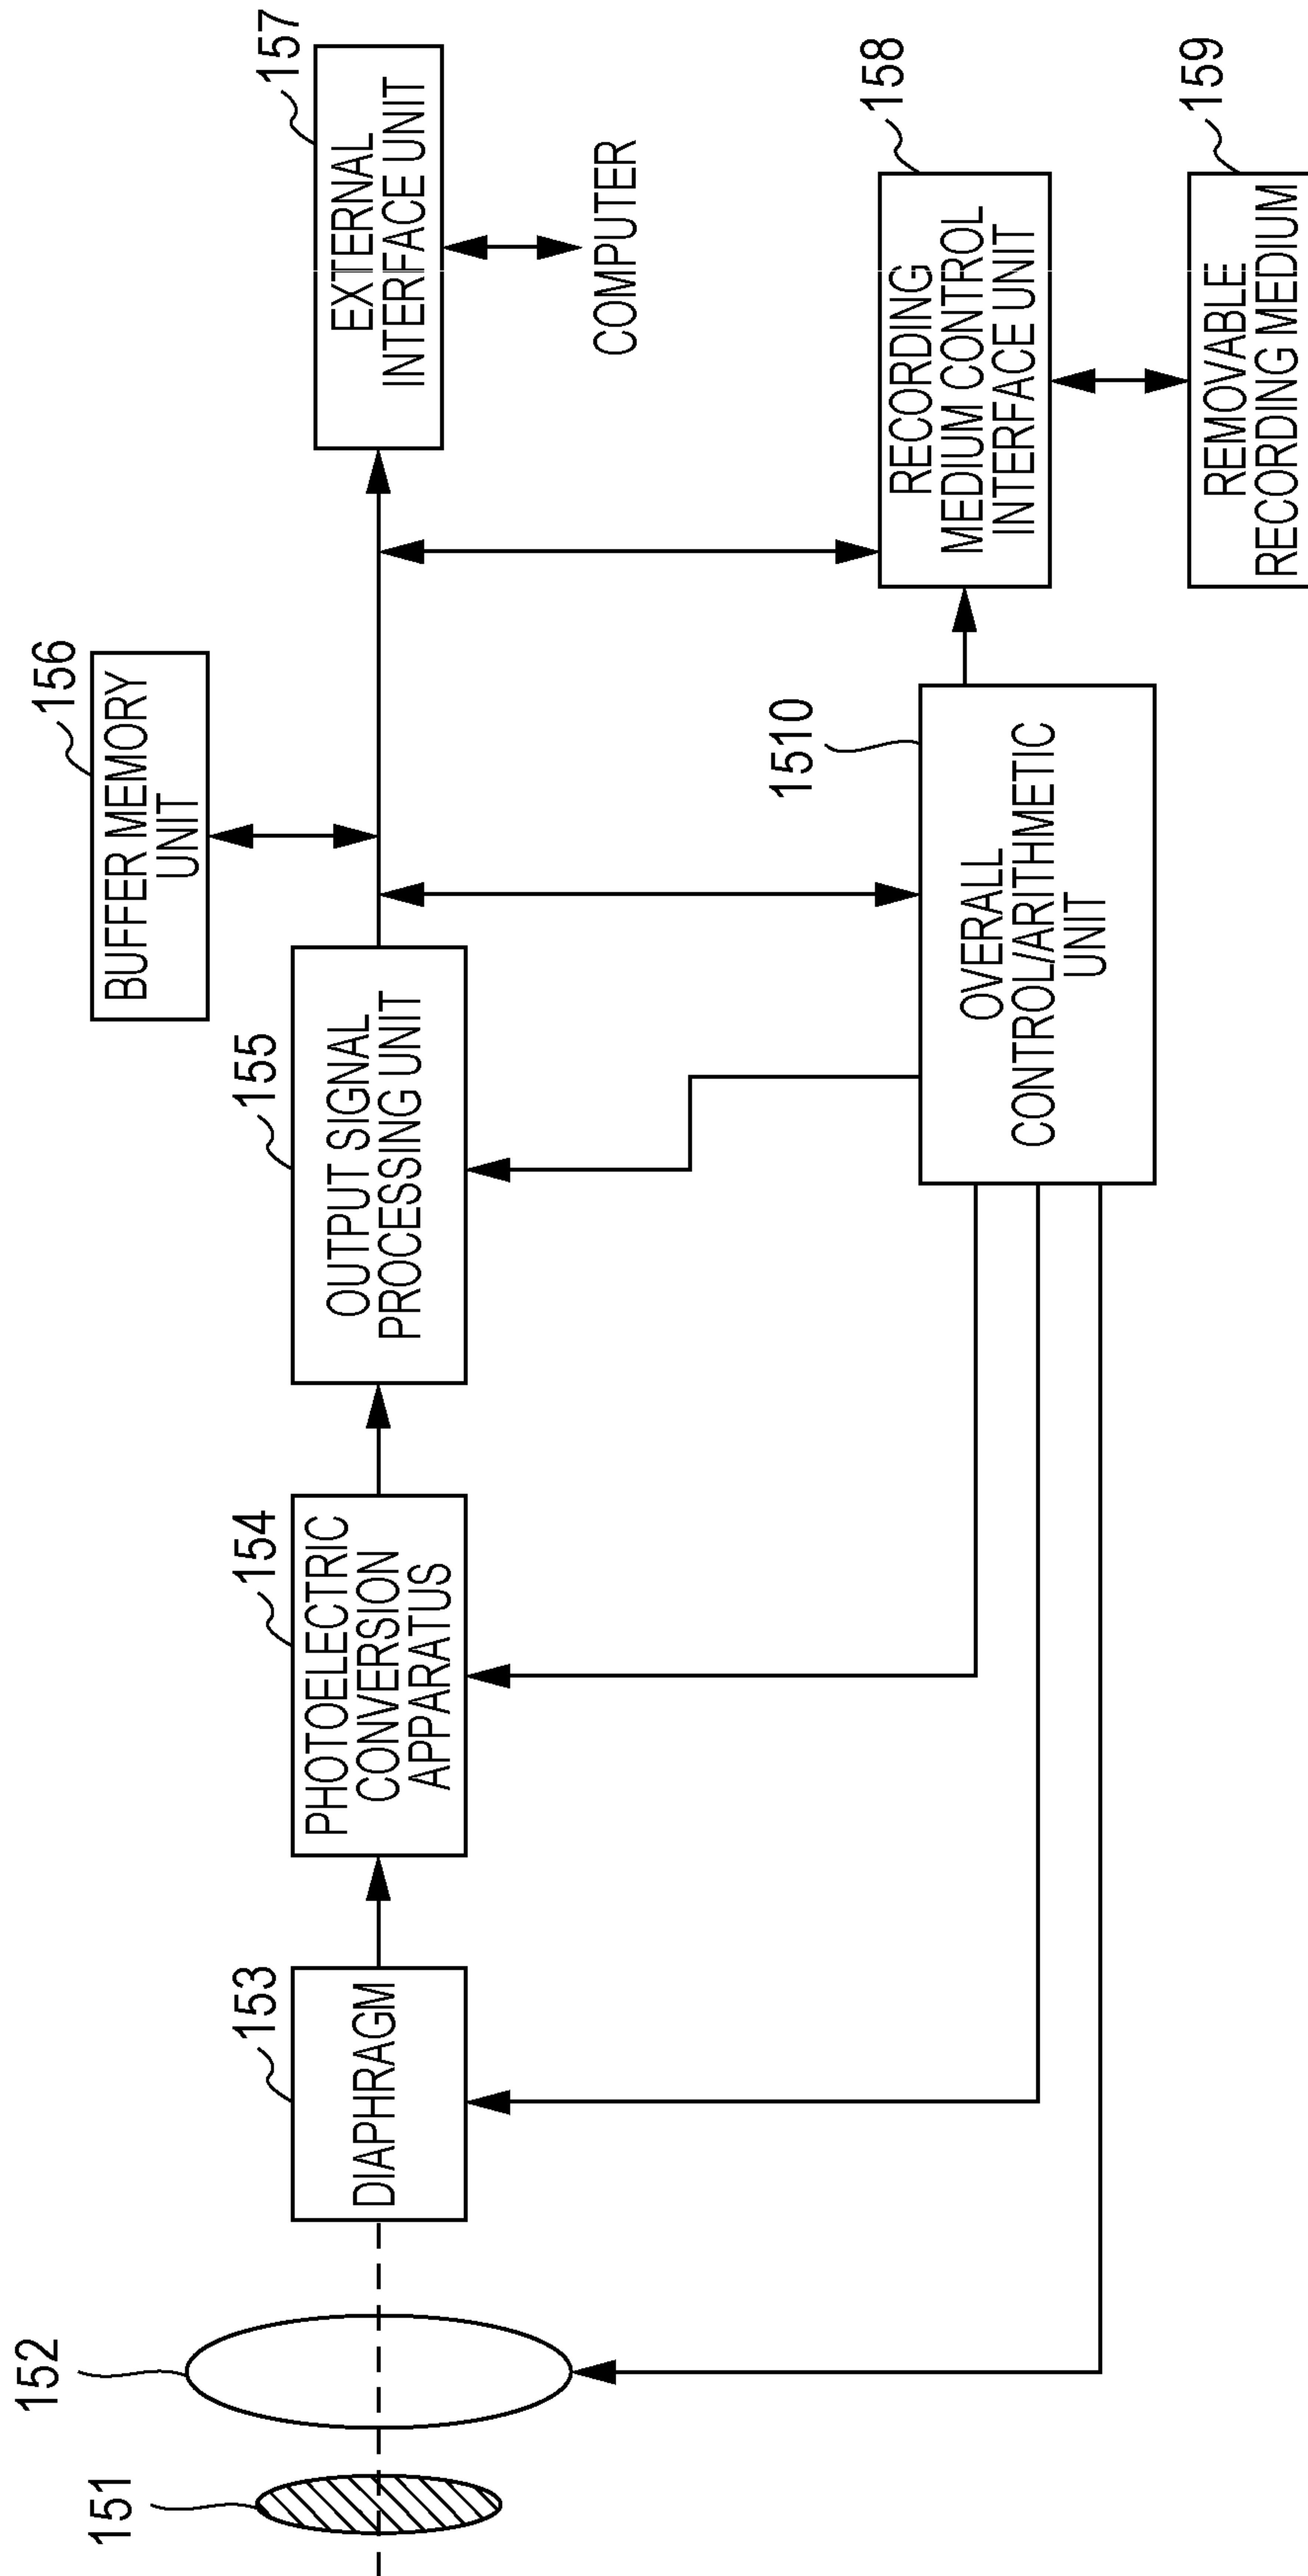 151
152
153
DIAPHRAGM
154
PHOTOELECTRIC
CONVERSION
APPARATUS
155
OUTPUT SIGNAL
PROCESSING UNIT
156
BUFFER MEMORY
UNIT
157
EXTERNAL
INTERFACE UNIT
COMPUTER
1510
OVERALL
CONTROL/ARITHMETIC
UNIT
158
RECORDING
MEDIUM CONTROL
INTERFACE UNIT
159
REMOVABLE
RECORDING MEDIUM